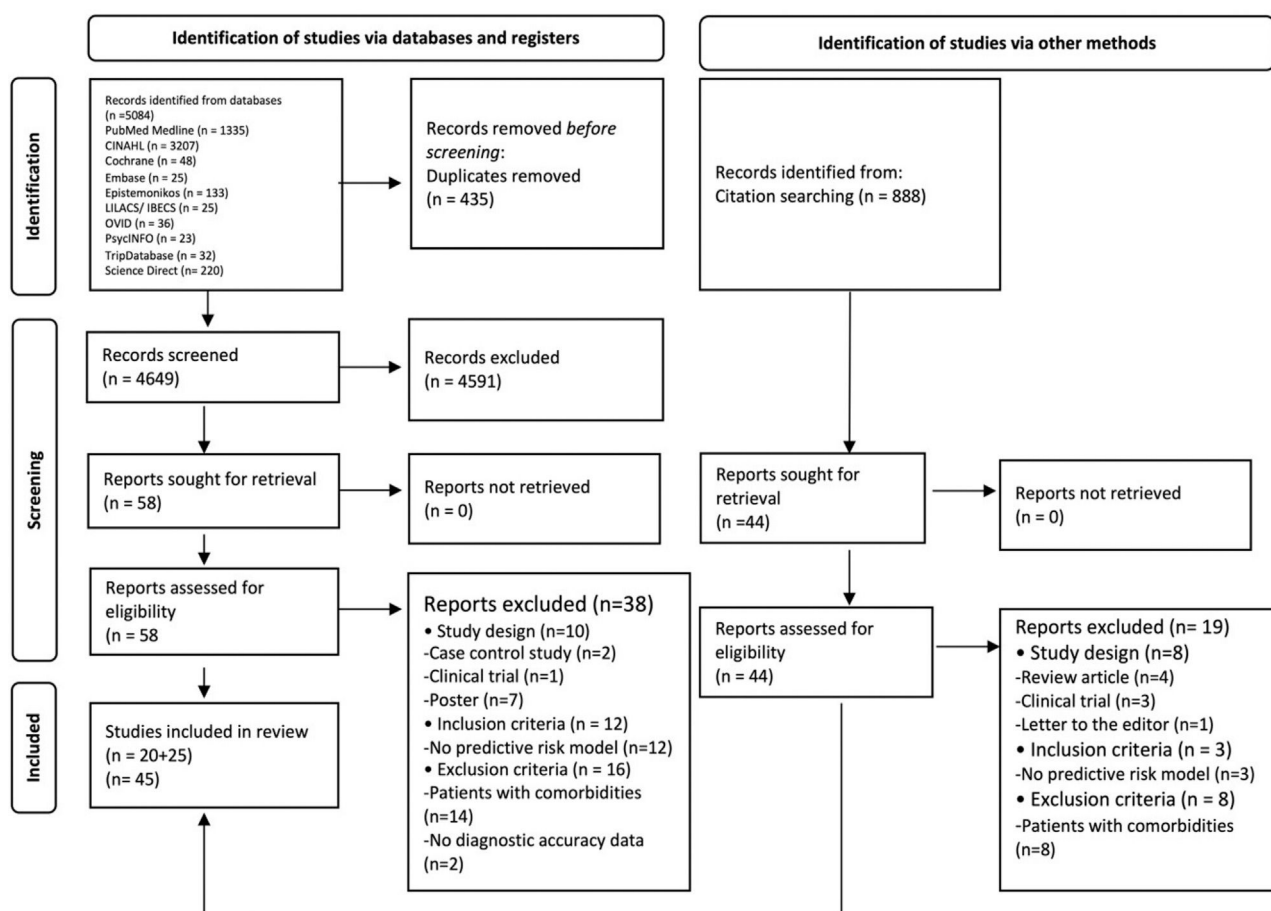 Identification of studies via databases and registers
Identification of studies via other methods
Identification
Records identified from databases
(n =5084)
PubMed Medline (n = 1335)
CINAHL (n = 3207)
Cochrane (n = 48)
Embase (n = 25)
Epistemonikos (n = 133)
LILACS/ IBECS (n = 25)
OVID (n = 36)
PsycINFO (n = 23)
TripDatabase (n = 32)
Science Direct (n= 220)
Records removed before
screening:
Duplicates removed
(n = 435)
Records identified from:
Citation searching (n = 888)
Screening
Records screened
(n = 4649)
Records excluded
(n = 4591)
Reports sought for retrieval
(n = 58)
Reports not retrieved
(n = 0)
Reports sought for
retrieval
(n =44)
Reports not retrieved
(n = 0)
Reports assessed for
eligibility
(n = 58
Reports excluded (n=38)
• Study design (n=10)
-Case control study (n=2)
-Clinical trial (n=1)
-Poster (n=7)
• Inclusion criteria (n = 12)
-No predictive risk model (n=12)
• Exclusion criteria (n = 16)
-Patients with comorbidities
(n=14)
-No diagnostic accuracy data
(n=2)
Reports assessed for
eligibility
(n = 44)
Reports excluded (n= 19)
• Study design (n=8)
-Review article (n=4)
-Clinical trial (n=3)
-Letter to the editor (n=1)
• Inclusion criteria (n = 3)
-No predictive risk model (n=3)
• Exclusion criteria (n = 8)
-Patients with comorbidities
(n=8)
Included
Studies included in review
(n = 20+25)
(n= 45)